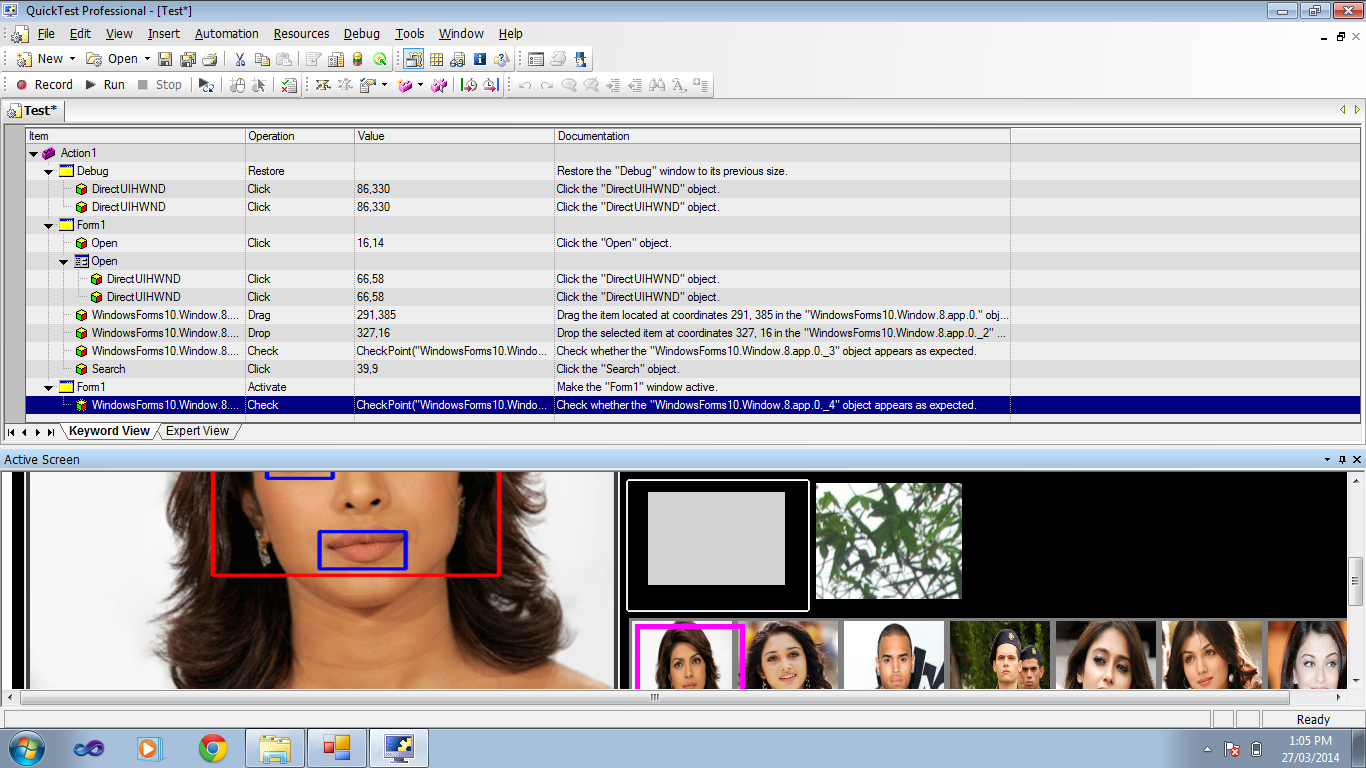 QuickTest Professional - [Test*]
File Edit View Insert Automation Resources Debug Tools Window Help
New Open
Record Run Stop
Test*
Item Operation Value Documentation
Action1
Debug Restore Restore the "Debug" window to its previous size.
DirectUIHWND Click 86,330 Click the "DirectUIHWND" object.
DirectUIHWND Click 86,330 Click the "DirectUIHWND" object.
Form1
Open Click 16,14 Click the "Open" object.
Open
DirectUIHWND Click 66,58 Click the "DirectUIHWND" object.
DirectUIHWND Click 66,58 Click the "DirectUIHWND" object.
WindowsForms10.Window.8.... Drag 291,385 Drag the item located at coordinates 291, 385 in the "WindowsForms10.Window.8.app.0." obj...
WindowsForms10.Window.8.... Drop 327,16 Drop the selected item at coordinates 327, 16 in the "WindowsForms10.Window.8.app.0._2" ...
WindowsForms10.Window.8.... Check CheckPoint("WindowsForms10.Windo... Check whether the "WindowsForms10.Window.8.app.0._3" object appears as expected.
Search Click 39,9 Click the "Search" object.
Form1 Activate Make the "Form1" window active.
WindowsForms10.Window.8.... Check CheckPoint("WindowsForms10.Windo... Check whether the "WindowsForms10.Window.8.app.0._4" object appears as expected.
Keyword View Expert View
Active Screen
Ready
1:05 PM
27/03/2014